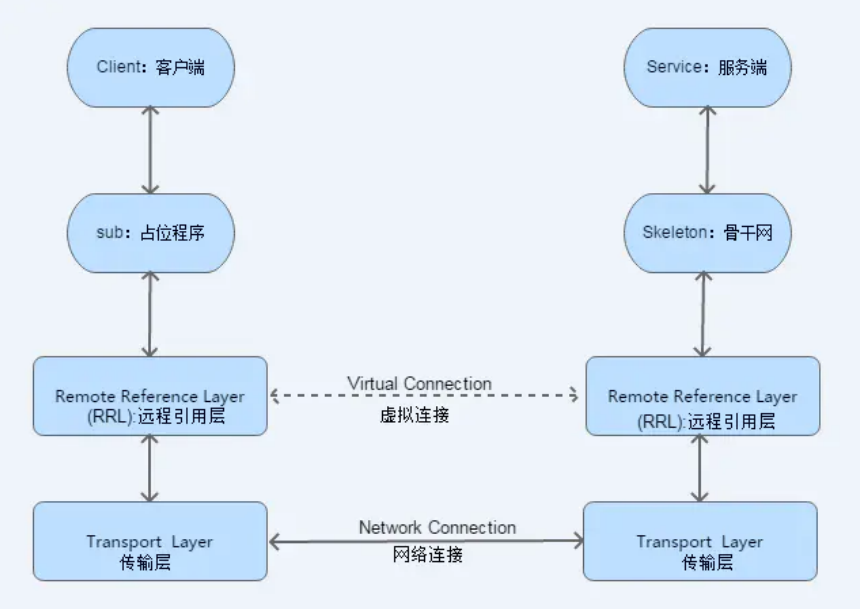 Client：客户端
Service：服务端
sub：占位程序
Skeleton：骨干网
Remote Reference Layer
(RRL):远程引用层
Virtual Connection
虚拟连接
Remote Reference Layer
(RRL):远程引用层
Transport Layer
传输层
Network Connection
网络连接
Transport Layer
传输层